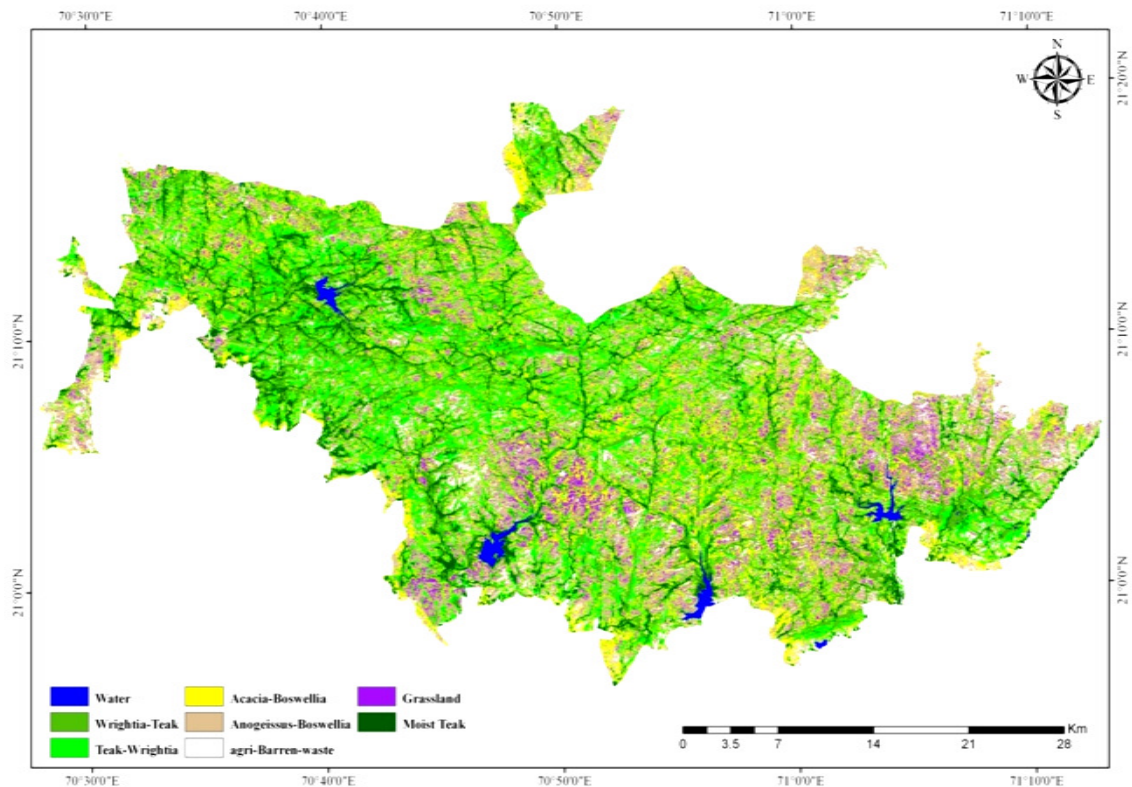 70°30'0"E 70°40'0"E 70°50'0"E 71°0'0"E 71°10'0"E
N
W E
S
21°20'0"N
21°20'0"N
21°10'0"N
21°10'0"N
21°0'0"N
21°0'0"N
Water Acacia-Boswellia Grassland
Wrightia-Teak Anogeissus-Boswellia Moist Teak
Teak-Wrightia agri-Barren-waste
Km
0 3.5 7 14 21 28
70°30'0"E 70°40'0"E 70°50'0"E 71°0'0"E 71°10'0"E